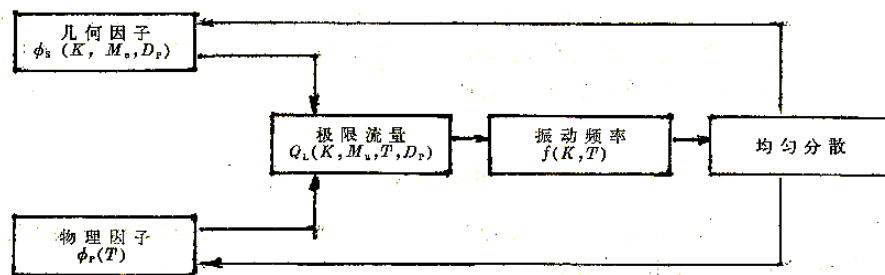 几何因子
ϕg (K, Mu,DP)
极限流量
QL(K,Mu,T,DP)
振动频率
f(K,T)
均匀分散
物理因子
ϕP(T)